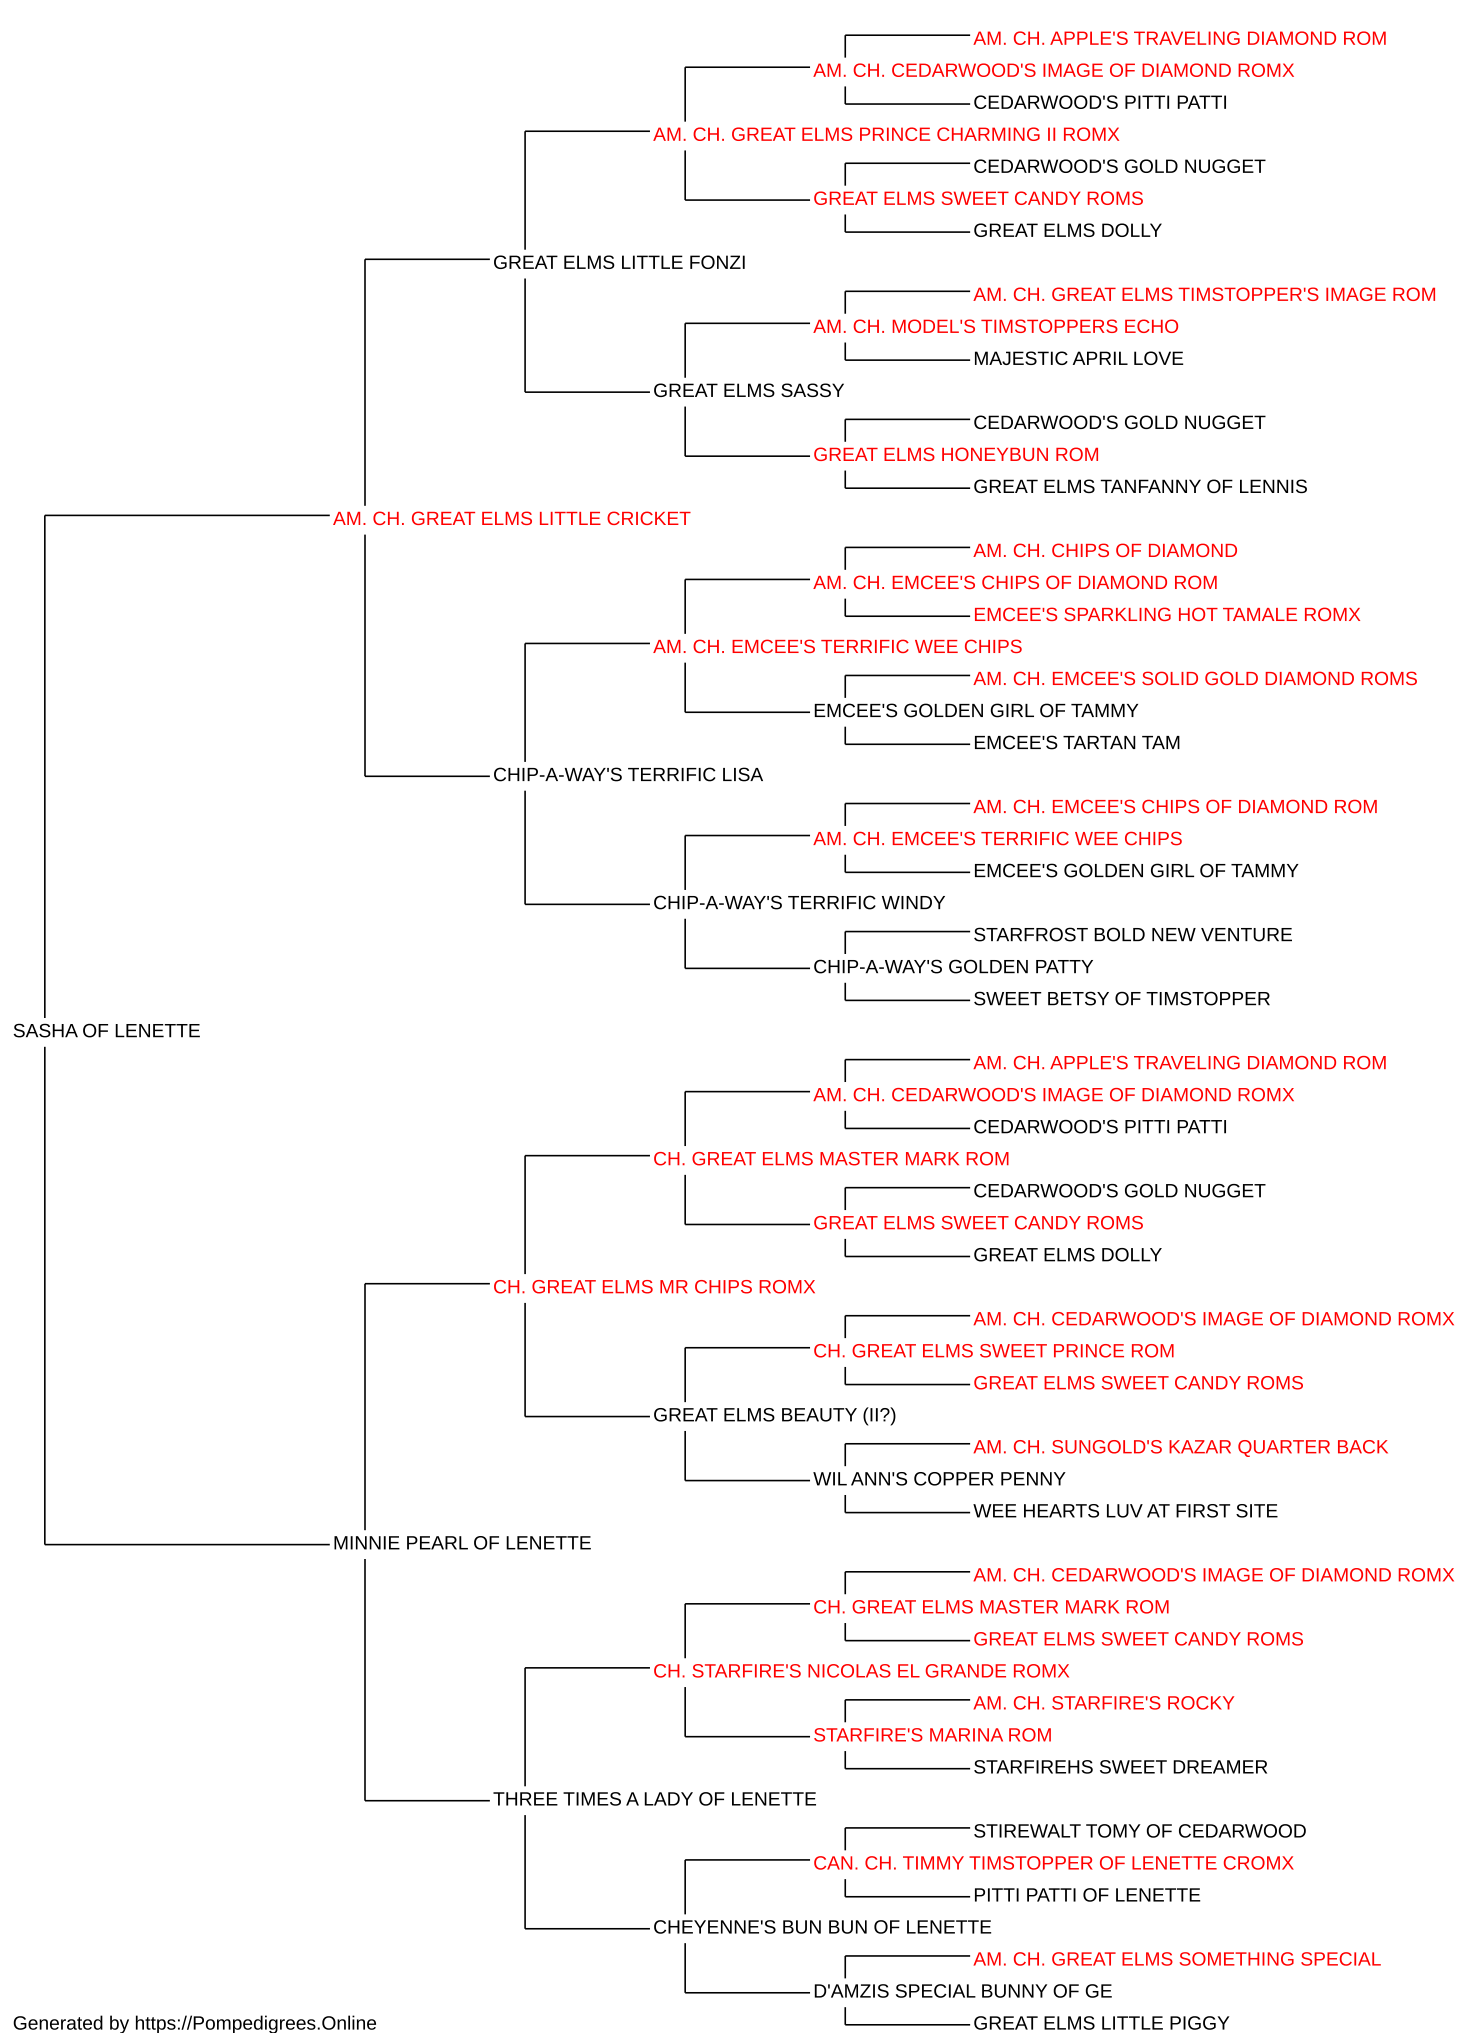 AM. CH. APPLE'S TRAVELING DIAMOND ROM
AM. CH. CEDARWOOD'S IMAGE OF DIAMOND ROMX
CEDARWOOD'S PITTI PATTI
AM. CH. GREAT ELMS PRINCE CHARMING II ROMX
CEDARWOOD'S GOLD NUGGET
GREAT ELMS SWEET CANDY ROMS
GREAT ELMS DOLLY
GREAT ELMS LITTLE FONZI
AM. CH. GREAT ELMS TIMSTOPPER'S IMAGE ROM
AM. CH. MODEL'S TIMSTOPPERS ECHO
MAJESTIC APRIL LOVE
GREAT ELMS SASSY
CEDARWOOD'S GOLD NUGGET
GREAT ELMS HONEYBUN ROM
GREAT ELMS TANFANNY OF LENNIS
AM. CH. GREAT ELMS LITTLE CRICKET
AM. CH. CHIPS OF DIAMOND
AM. CH. EMCEE'S CHIPS OF DIAMOND ROM
EMCEE'S SPARKLING HOT TAMALE ROMX
AM. CH. EMCEE'S TERRIFIC WEE CHIPS
AM. CH. EMCEE'S SOLID GOLD DIAMOND ROMS
EMCEE'S GOLDEN GIRL OF TAMMY
EMCEE'S TARTAN TAM
CHIP-A-WAY'S TERRIFIC LISA
AM. CH. EMCEE'S CHIPS OF DIAMOND ROM
AM. CH. EMCEE'S TERRIFIC WEE CHIPS
EMCEE'S GOLDEN GIRL OF TAMMY
CHIP-A-WAY'S TERRIFIC WINDY
STARFROST BOLD NEW VENTURE
CHIP-A-WAY'S GOLDEN PATTY
SWEET BETSY OF TIMSTOPPER
SASHA OF LENETTE
AM. CH. APPLE'S TRAVELING DIAMOND ROM
AM. CH. CEDARWOOD'S IMAGE OF DIAMOND ROMX
CEDARWOOD'S PITTI PATTI
CH. GREAT ELMS MASTER MARK ROM
CEDARWOOD'S GOLD NUGGET
GREAT ELMS SWEET CANDY ROMS
GREAT ELMS DOLLY
CH. GREAT ELMS MR CHIPS ROMX
AM. CH. CEDARWOOD'S IMAGE OF DIAMOND ROMX
CH. GREAT ELMS SWEET PRINCE ROM
GREAT ELMS SWEET CANDY ROMS
GREAT ELMS BEAUTY (II?)
AM. CH. SUNGOLD'S KAZAR QUARTER BACK
WIL ANN'S COPPER PENNY
WEE HEARTS LUV AT FIRST SITE
MINNIE PEARL OF LENETTE
AM. CH. CEDARWOOD'S IMAGE OF DIAMOND ROMX
CH. GREAT ELMS MASTER MARK ROM
GREAT ELMS SWEET CANDY ROMS
CH. STARFIRE'S NICOLAS EL GRANDE ROMX
AM. CH. STARFIRE'S ROCKY
STARFIRE'S MARINA ROM
STARFIREHS SWEET DREAMER
THREE TIMES A LADY OF LENETTE
STIREWALT TOMY OF CEDARWOOD
CAN. CH. TIMMY TIMSTOPPER OF LENETTE CROMX
PITTI PATTI OF LENETTE
CHEYENNE'S BUN BUN OF LENETTE
AM. CH. GREAT ELMS SOMETHING SPECIAL
D'AMZIS SPECIAL BUNNY OF GE
GREAT ELMS LITTLE PIGGY
Generated by https://Pompedigrees.Online